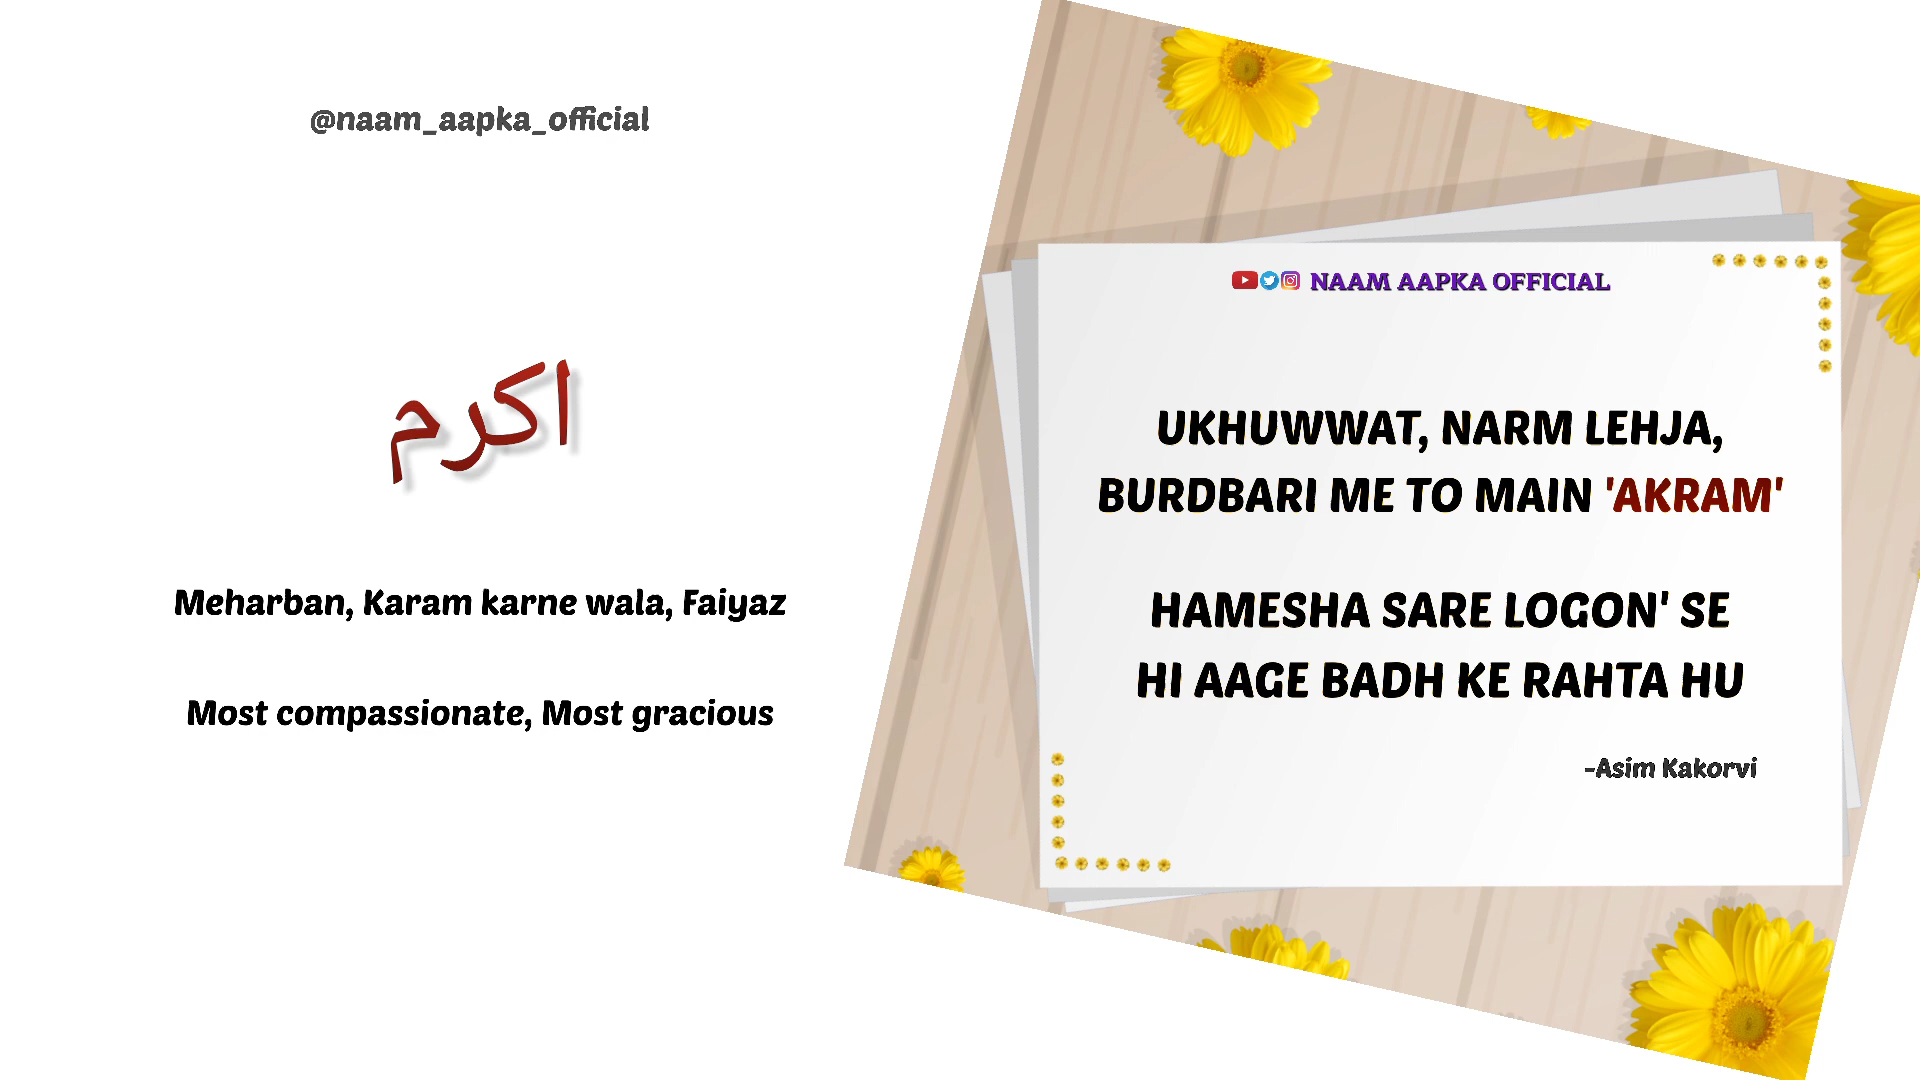 @naam_aapka_official
اکرم
Meharban, Karam karne wala, Faiyaz
Most compassionate, Most gracious
NAAM AAPKA OFFICIAL
UKHUWWAT, NARM LEHJA,
BURDBARI ME TO MAIN 'AKRAM'
HAMESHA SARE LOGON' SE
HI AAGE BADH KE RAHTA HU
-Asim Kakorvi